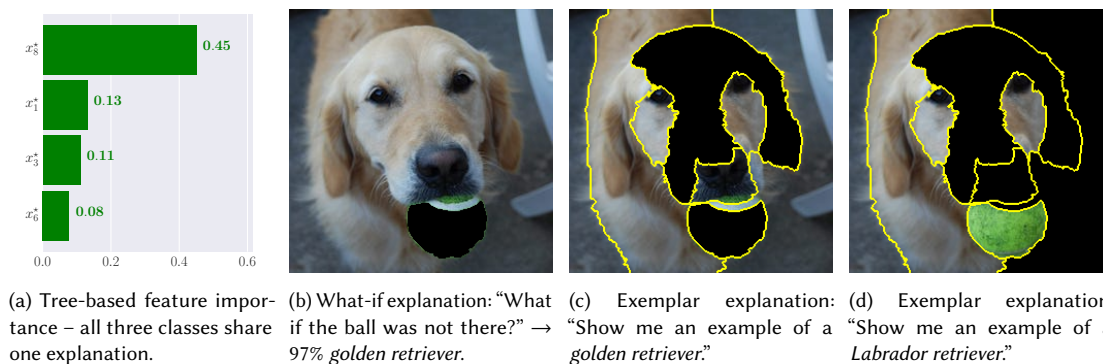 x⋆8
0.45
x⋆1
0.13
x⋆3
0.11
x⋆6
0.08
0.0 0.2 0.4 0.6
(a) Tree-based feature impor-
tance – all three classes share
one explanation.
(b) What-if explanation: “What
if the ball was not there?” →
97% golden retriever.
(c) Exemplar explanation:
“Show me an example of a
golden retriever.”
(d) Exemplar explanation
“Show me an example of
Labrador retriever.”